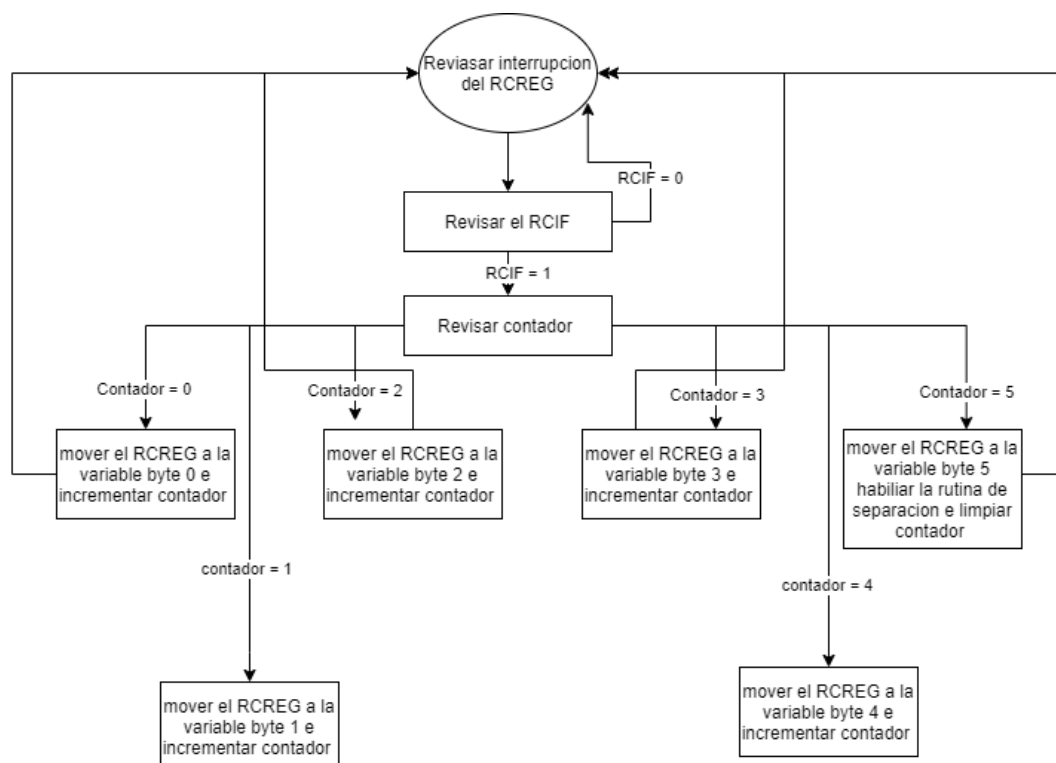 Reviasar interrupcion
del RCREG
RCIF = 0
Revisar el RCIF
RCIF = 1
Revisar contador
Contador = 0
Contador = 2
Contador = 3
Contador = 5
mover el RCREG a la
variable byte 0 e
incrementar contador
mover el RCREG a la
variable byte 2 e
incrementar contador
mover el RCREG a la
variable byte 3 e
incrementar contador
mover el RCREG a la
variable byte 5
habiliar la rutina de
separacion e limpiar
contador
contador = 1
contador = 4
mover el RCREG a la
variable byte 1 e
incrementar contador
mover el RCREG a la
variable byte 4 e
incrementar contador